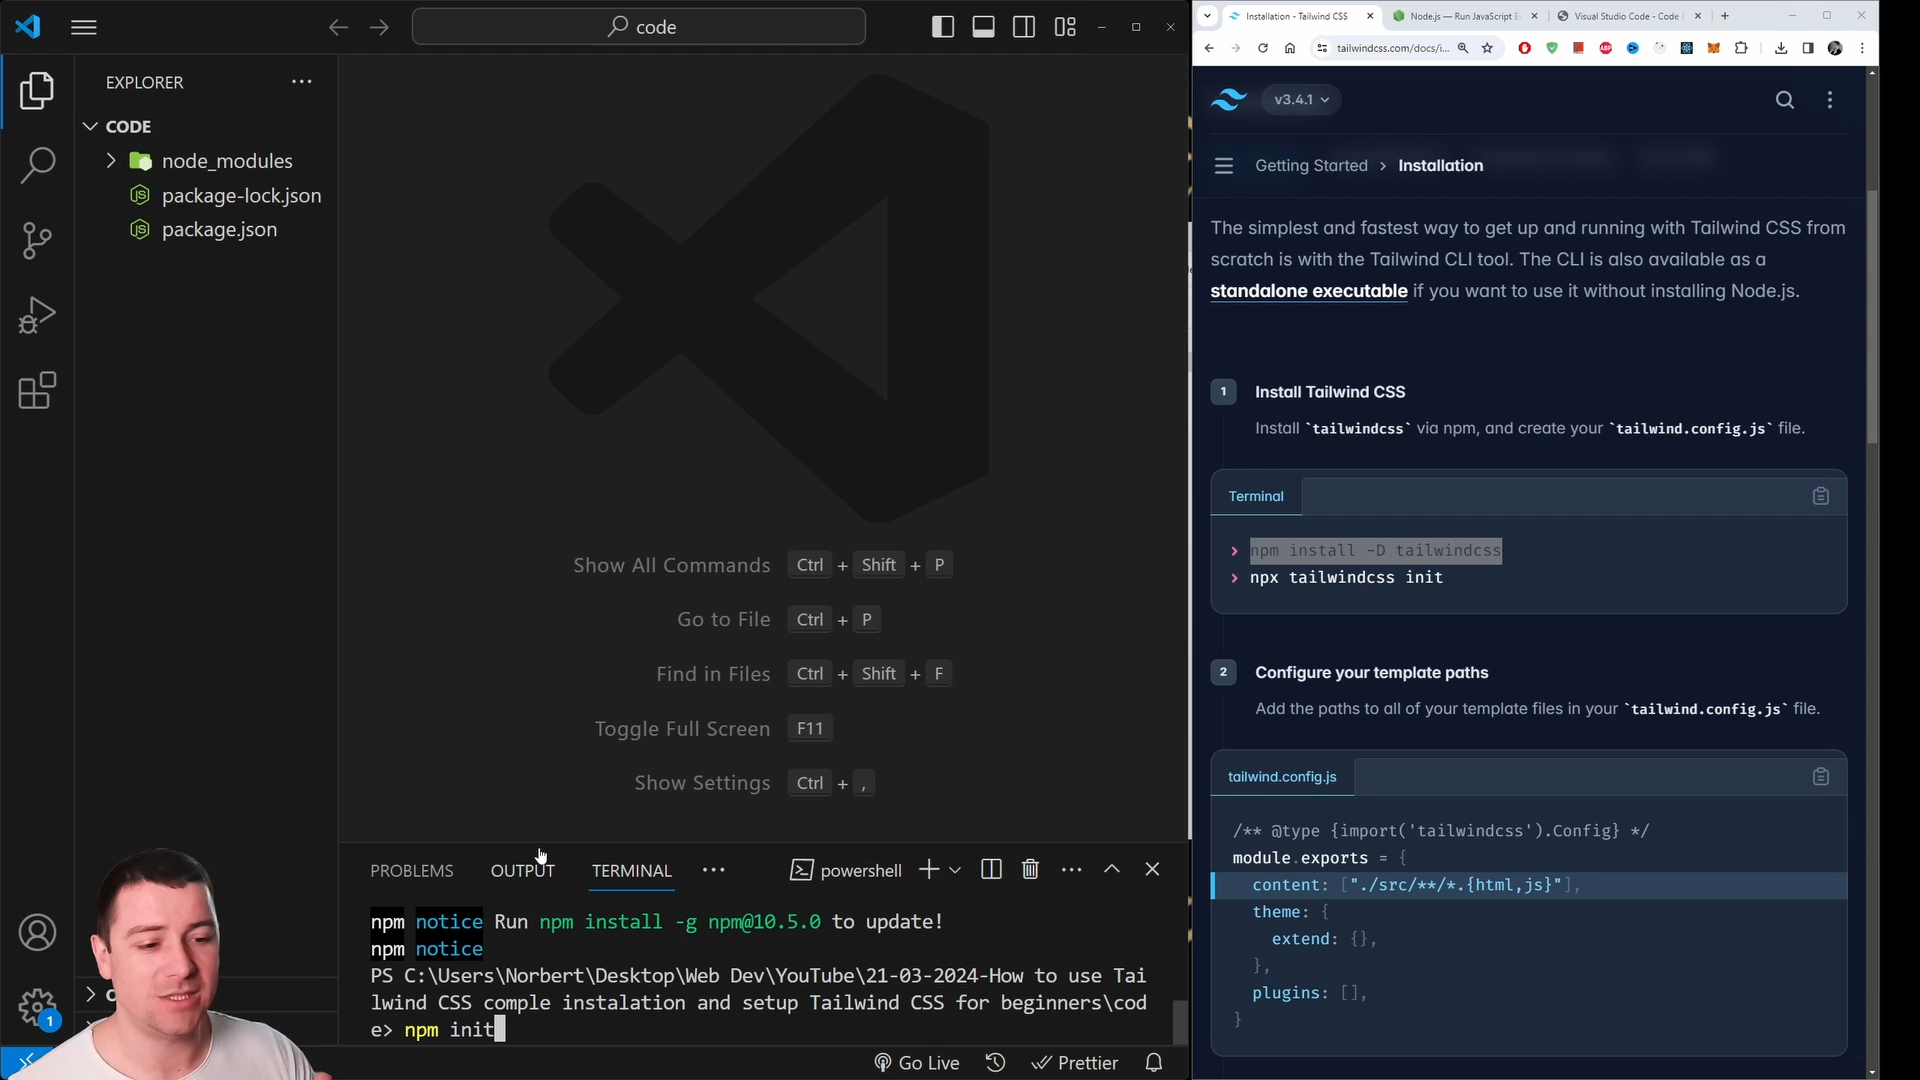 code
EXPLORER
CODE
node_modules
package-lock.json
package.json
Show All Commands Ctrl + Shift + P
Go to File Ctrl + P
Find in Files Ctrl + Shift + F
Toggle Full Screen F11
Show Settings Ctrl + ,
PROBLEMS OUTPUT TERMINAL ··· powershell
npm notice Run npm install -g npm@10.5.0 to update!
npm notice
PS C:\Users\Norbert\Desktop\Web Dev\YouTube\21-03-2024-How to use Tai
lwind CSS comple instalation and setup Tailwind CSS for beginners\cod
e> npm init
1
Go Live Prettier
Installation - Tailwind CSS
Node.js — Run JavaScript
Visual Studio Code - Code
tailwindcss.com/docs/i...
v3.4.1
Getting Started > Installation
The simplest and fastest way to get up and running with Tailwind CSS from
scratch is with the Tailwind CLI tool. The CLI is also available as a
standalone executable if you want to use it without installing Node.js.
1 Install Tailwind CSS
Install `tailwindcss` via npm, and create your `tailwind.config.js` file.
Terminal
> npm install -D tailwindcss
> npx tailwindcss init
2 Configure your template paths
Add the paths to all of your template files in your `tailwind.config.js` file.
tailwind.config.js
/** @type {import('tailwindcss').Config} */
module.exports = {
content: ["./src/**/*.{html,js}"],
theme: {
extend: {},
},
plugins: [],
}